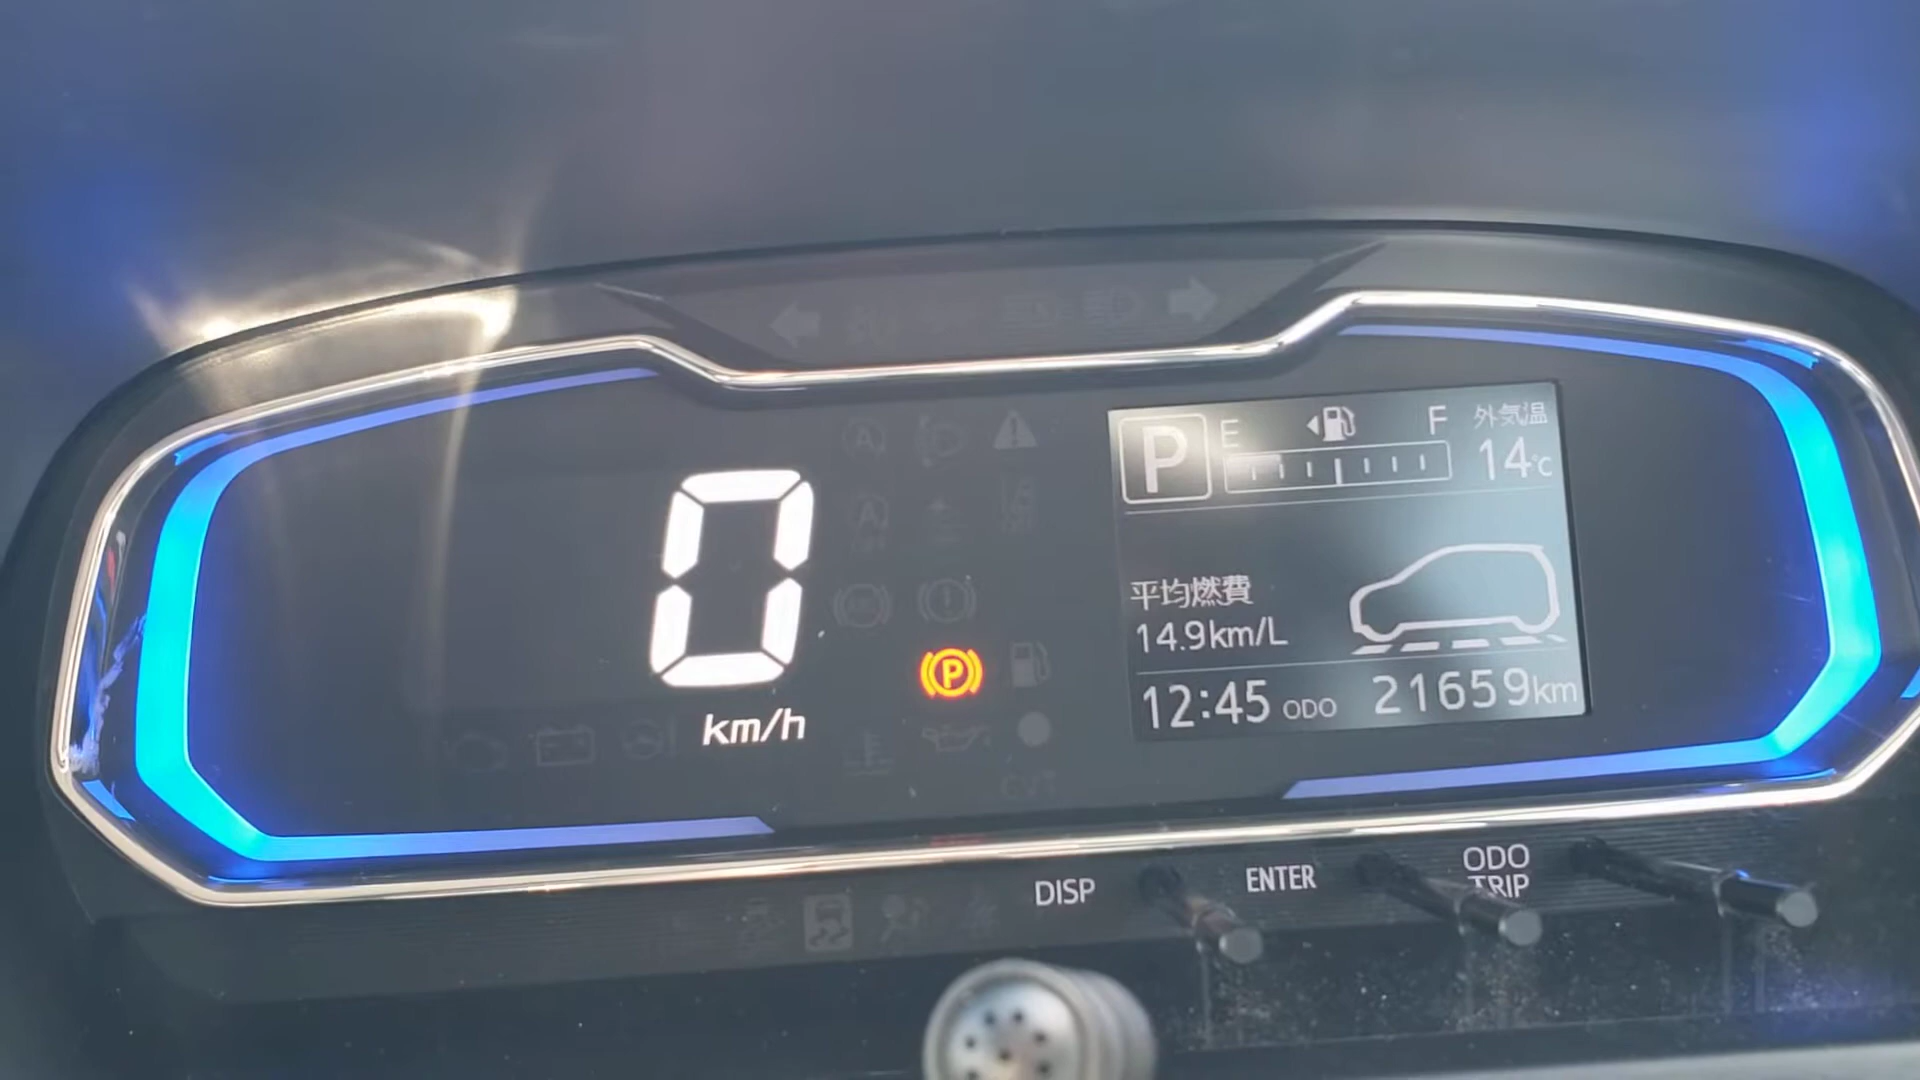 P E F 外気温
14℃
0
km/h
P
平均燃費
14.9km/L
12:45 ODO 21659km
CVT
DISP ENTER ODO
TRIP